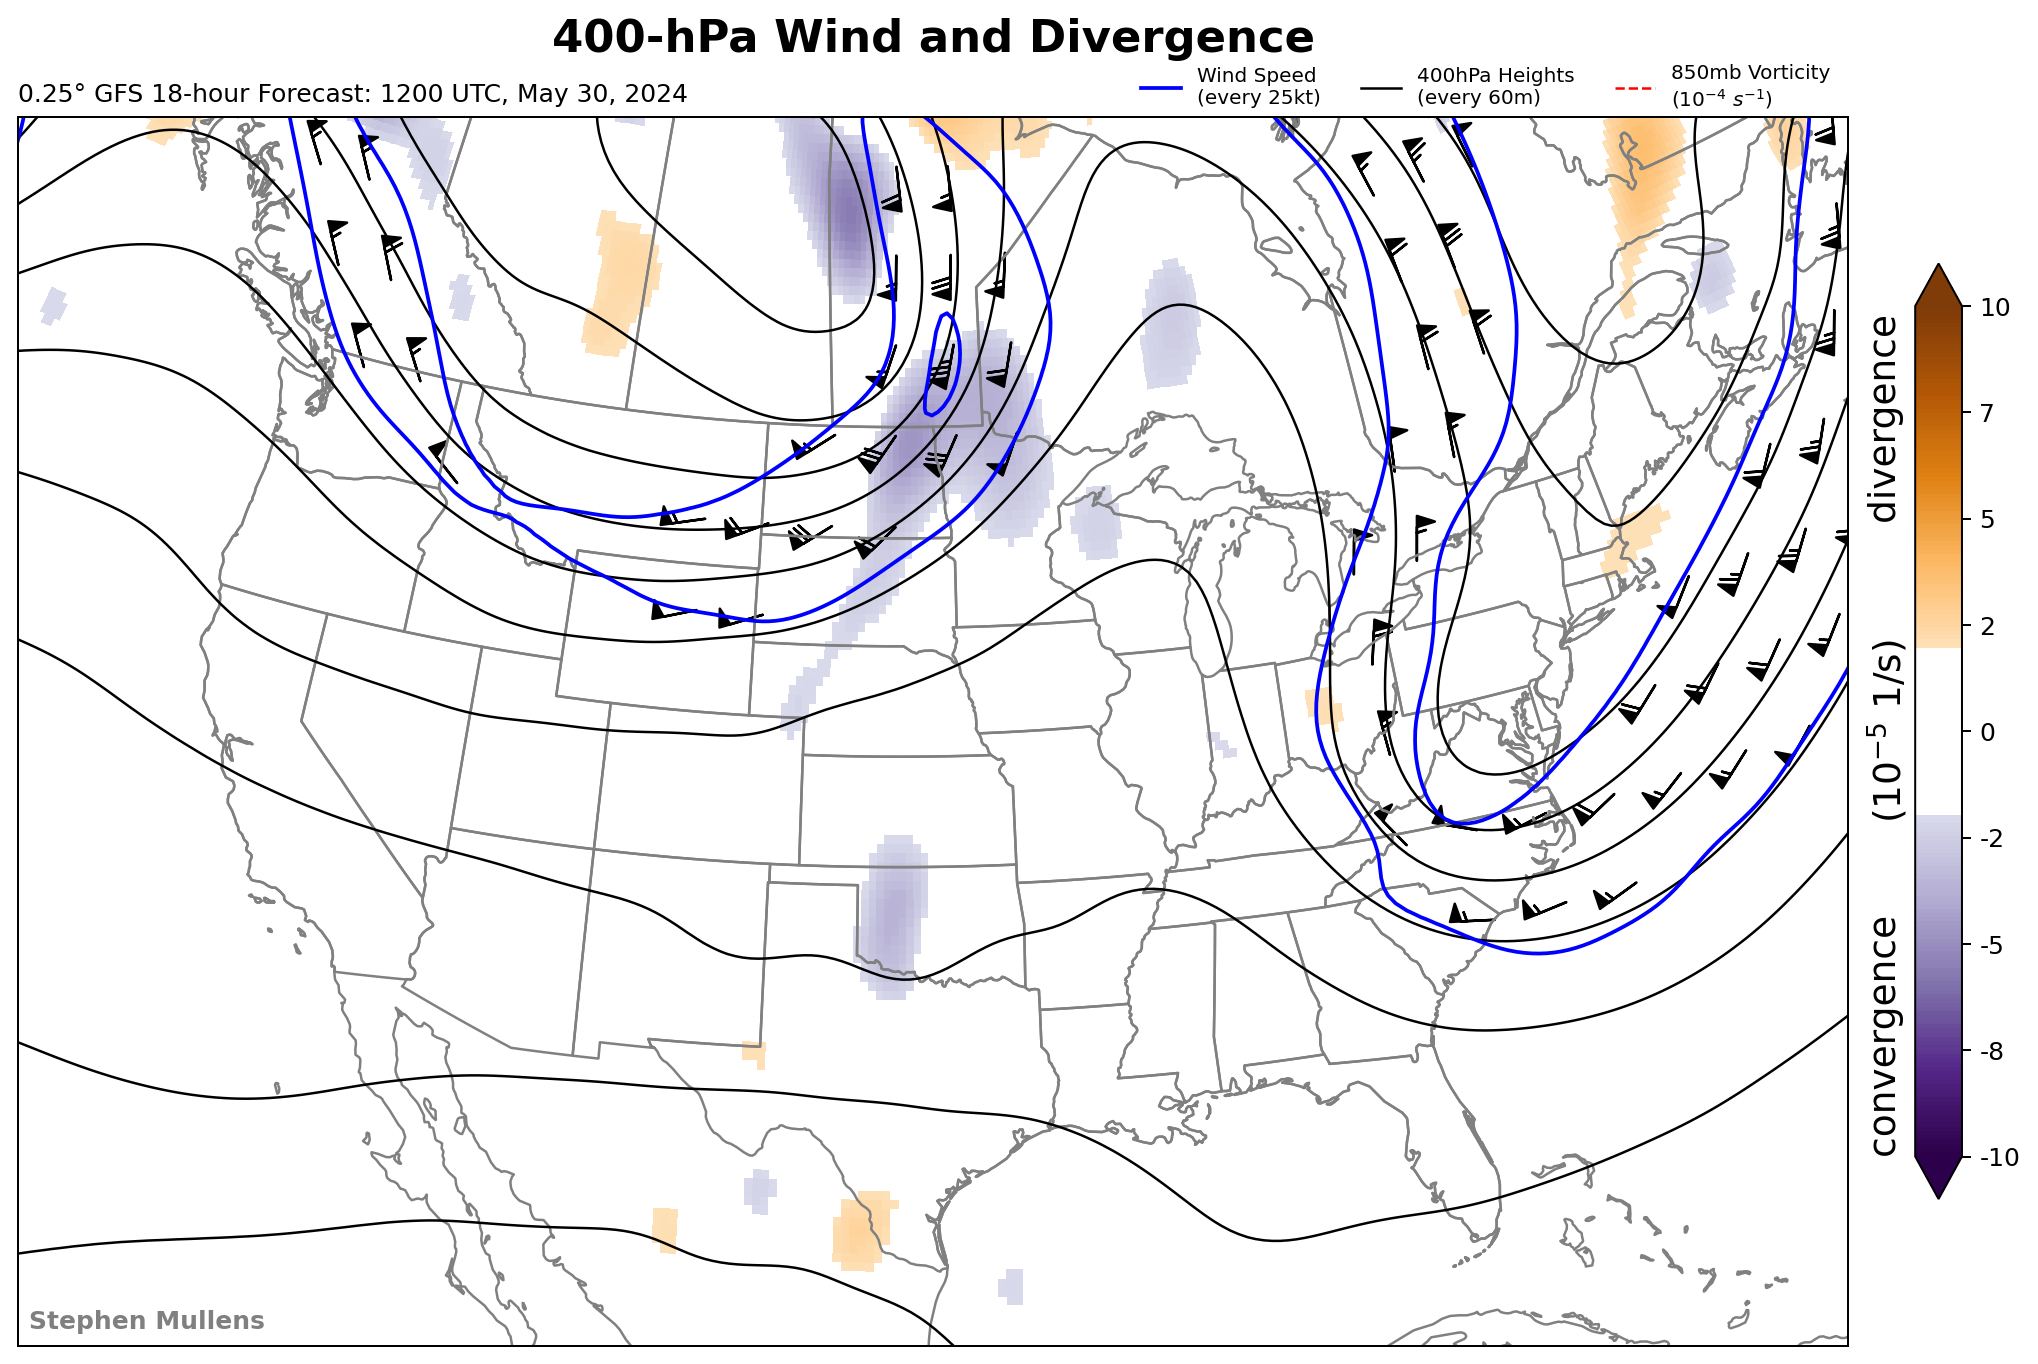 400-hPa Wind and Divergence
0.25° GFS 18-hour Forecast: 1200 UTC, May 30, 2024
Wind Speed
(every 25kt)
400hPa Heights
(every 60m)
850mb Vorticity
(10⁻⁴ s⁻¹)
10
7
5
2
0
-2
-5
-8
-10
convergence (10⁻⁵ 1/s) divergence
Stephen Mullens